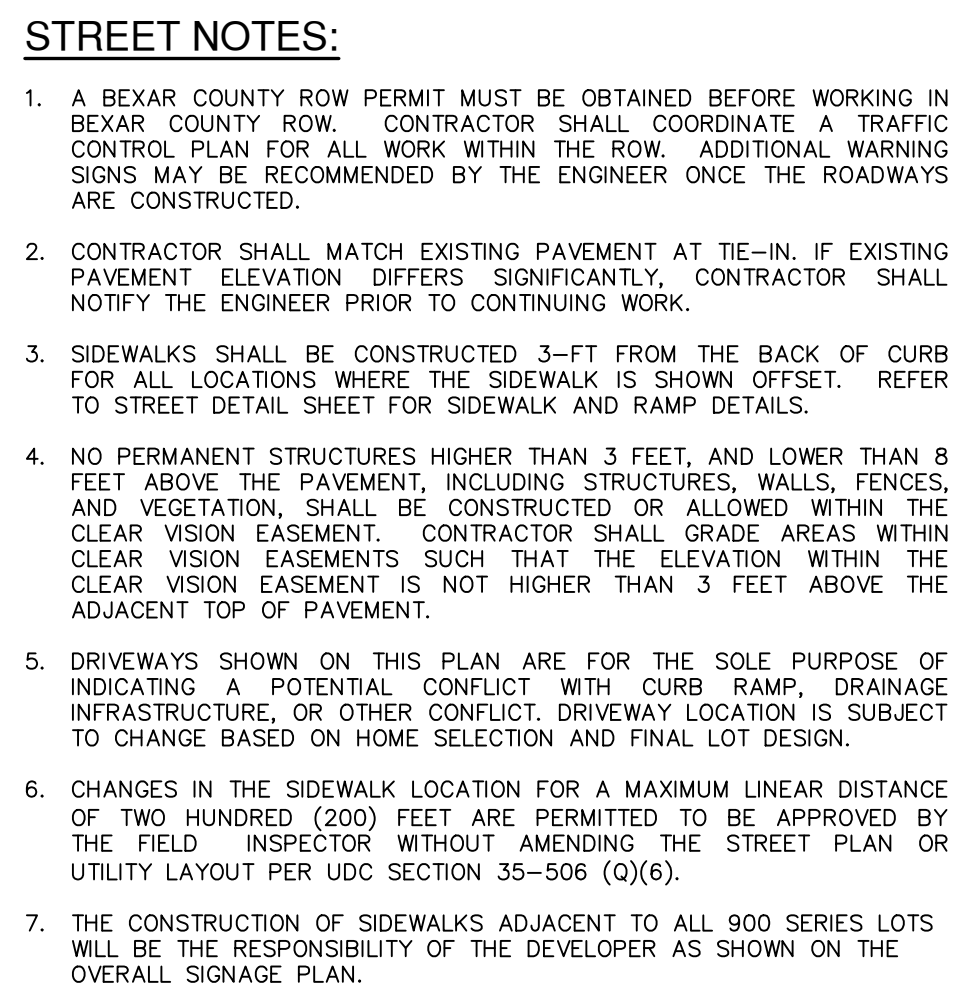 STREET NOTES:
1. A BEXAR COUNTY ROW PERMIT MUST BE OBTAINED BEFORE WORKING IN
BEXAR COUNTY ROW. CONTRACTOR SHALL COORDINATE A TRAFFIC
CONTROL PLAN FOR ALL WORK WITHIN THE ROW. ADDITIONAL WARNING
SIGNS MAY BE RECOMMENDED BY THE ENGINEER ONCE THE ROADWAYS
ARE CONSTRUCTED.
2. CONTRACTOR SHALL MATCH EXISTING PAVEMENT AT TIE-IN. IF EXISTING
PAVEMENT ELEVATION DIFFERS SIGNIFICANTLY, CONTRACTOR SHALL
NOTIFY THE ENGINEER PRIOR TO CONTINUING WORK.
3. SIDEWALKS SHALL BE CONSTRUCTED 3-FT FROM THE BACK OF CURB
FOR ALL LOCATIONS WHERE THE SIDEWALK IS SHOWN OFFSET. REFER
TO STREET DETAIL SHEET FOR SIDEWALK AND RAMP DETAILS.
4. NO PERMANENT STRUCTURES HIGHER THAN 3 FEET, AND LOWER THAN 8
FEET ABOVE THE PAVEMENT, INCLUDING STRUCTURES, WALLS, FENCES,
AND VEGETATION, SHALL BE CONSTRUCTED OR ALLOWED WITHIN THE
CLEAR VISION EASEMENT. CONTRACTOR SHALL GRADE AREAS WITHIN
CLEAR VISION EASEMENTS SUCH THAT THE ELEVATION WITHIN THE
CLEAR VISION EASEMENT IS NOT HIGHER THAN 3 FEET ABOVE THE
ADJACENT TOP OF PAVEMENT.
5. DRIVEWAYS SHOWN ON THIS PLAN ARE FOR THE SOLE PURPOSE OF
INDICATING A POTENTIAL CONFLICT WITH CURB RAMP, DRAINAGE
INFRASTRUCTURE, OR OTHER CONFLICT. DRIVEWAY LOCATION IS SUBJECT
TO CHANGE BASED ON HOME SELECTION AND FINAL LOT DESIGN.
6. CHANGES IN THE SIDEWALK LOCATION FOR A MAXIMUM LINEAR DISTANCE
OF TWO HUNDRED (200) FEET ARE PERMITTED TO BE APPROVED BY
THE FIELD INSPECTOR WITHOUT AMENDING THE STREET PLAN OR
UTILITY LAYOUT PER UDC SECTION 35-506 (Q)(6).
7. THE CONSTRUCTION OF SIDEWALKS ADJACENT TO ALL 900 SERIES LOTS
WILL BE THE RESPONSIBILITY OF THE DEVELOPER AS SHOWN ON THE
OVERALL SIGNAGE PLAN.